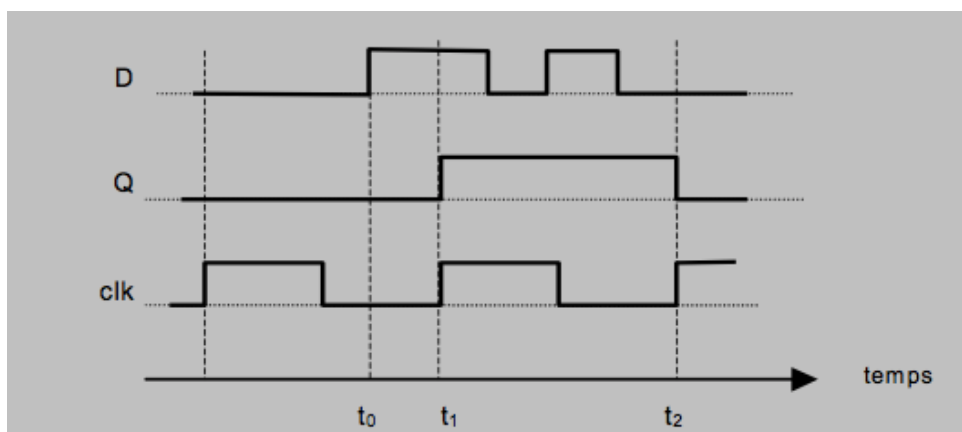 D
Q
clk
temps
t₀ t₁ t₂